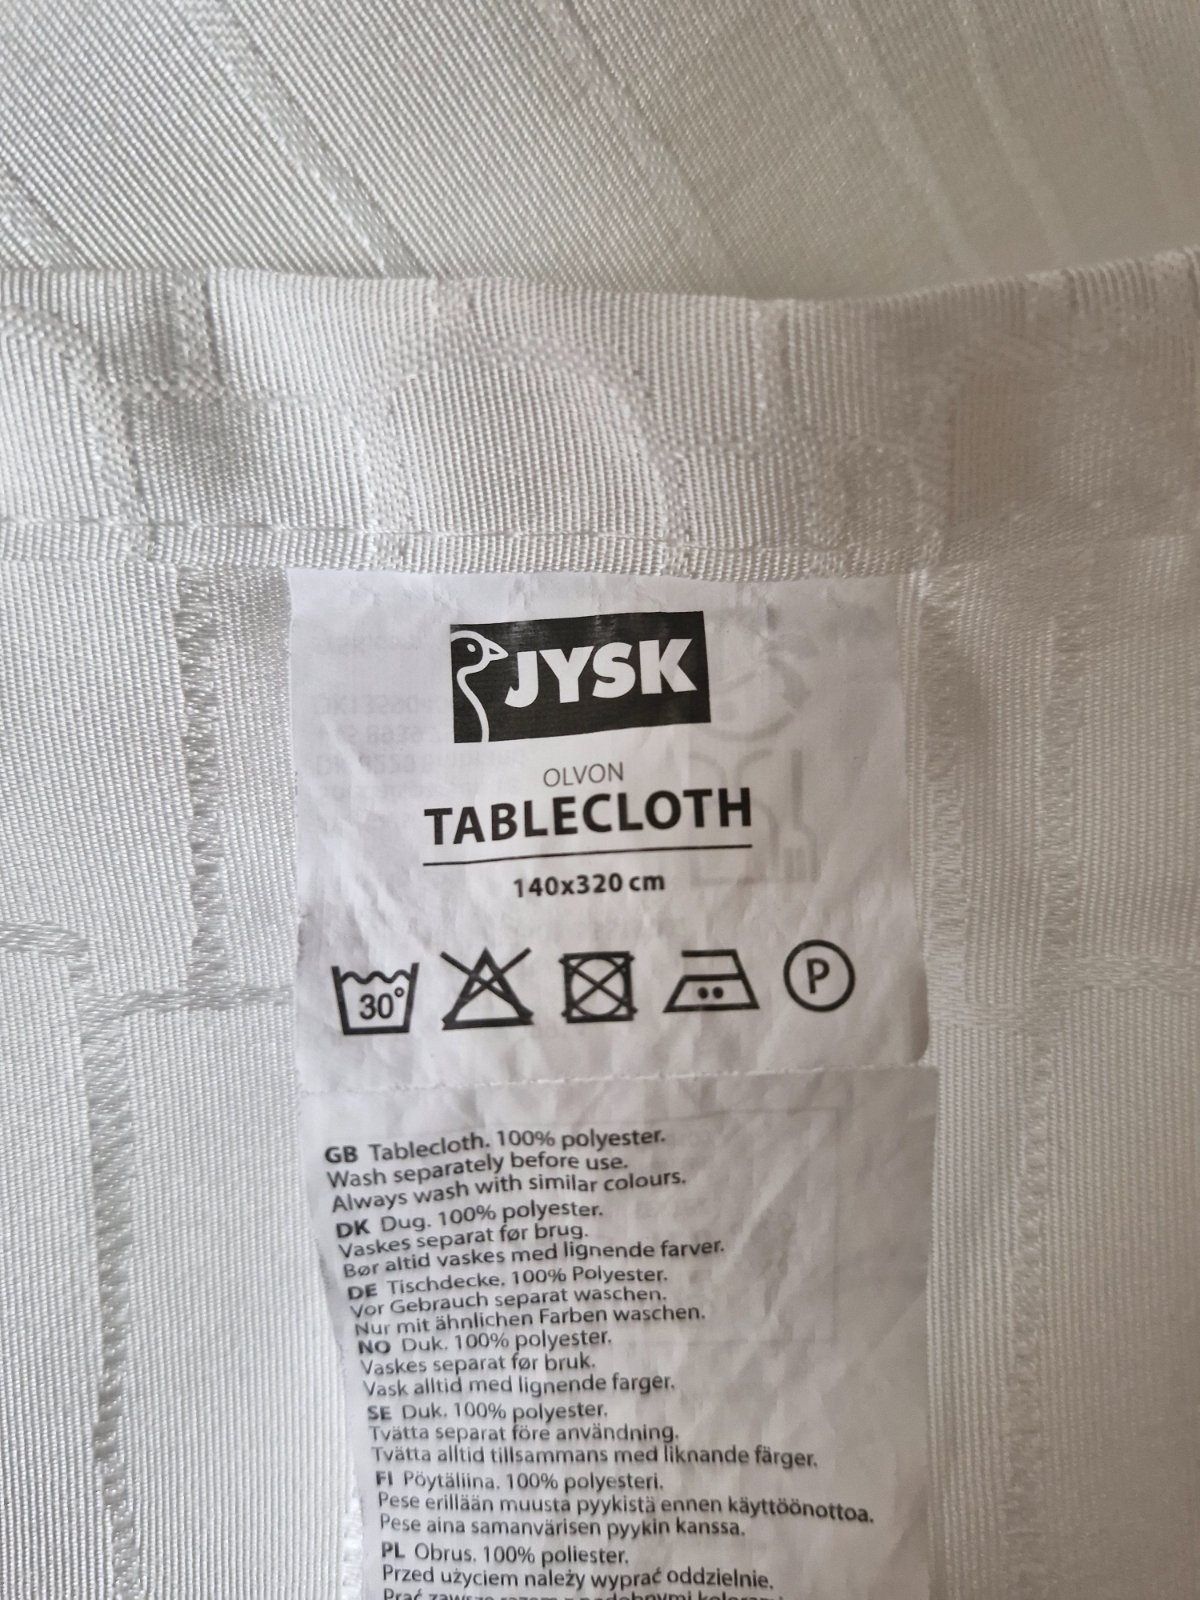 JYSK
OLVON
TABLECLOTH
140x320 cm
30°
P
GB Tablecloth. 100% polyester.
Wash separately before use.
Always wash with similar colours.
DK Dug. 100% polyester.
Vaskes separat før brug.
Bør altid vaskes med lignende farver.
DE Tischdecke. 100% Polyester.
Vor Gebrauch separat waschen.
Nur mit ähnlichen Farben waschen.
NO Duk. 100% polyester.
Vaskes separat før bruk.
Vask alltid med lignende farger.
SE Duk. 100% polyester.
Tvätta separat före användning.
Tvätta alltid tillsammans med liknande färger.
FI Pöytäliina. 100% polyesteri.
Pese erillään muusta pyykistä ennen käyttöönottoa.
Pese aina samanvärisen pyykin kanssa.
PL Obrus. 100% poliester.
Przed użyciem należy wyprać oddzielnie.
Prać zawsze razem z podobnymi kolorami